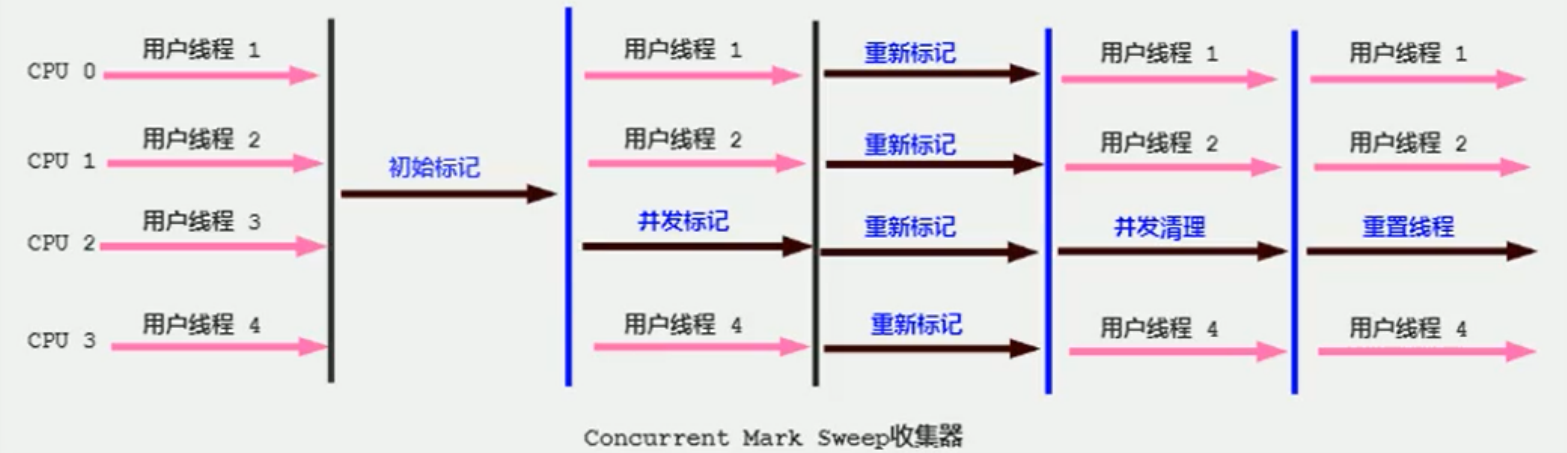 CPU 0 用户线程 1 用户线程 1 重新标记 用户线程 1 用户线程 1
CPU 1 用户线程 2 初始标记 用户线程 2 重新标记 用户线程 2 用户线程 2
CPU 2 用户线程 3 并发标记 重新标记 并发清理 重置线程
CPU 3 用户线程 4 用户线程 4 重新标记 用户线程 4 用户线程 4
Concurrent Mark Sweep收集器